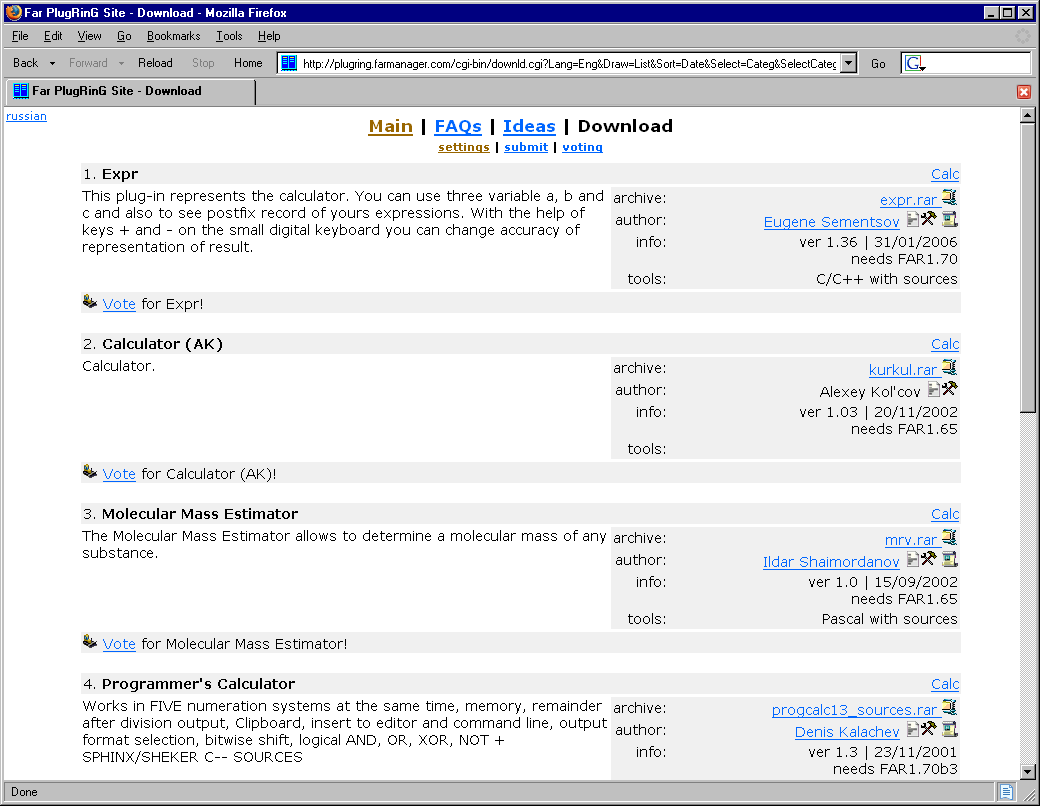 Far PlugRinG Site - Download - Mozilla Firefox
File Edit View Go Bookmarks Tools Help
Back Forward Reload Stop Home http://plugring.farmanager.com/cgi-bin/downld.cgi?Lang=Eng&Draw=List&Sort=Date&Select=Categ&SelectCateg Go G
Far PlugRinG Site - Download
russian
Main | FAQs | Ideas | Download
settings | submit | voting
1. Expr Calc
This plug-in represents the calculator. You can use three variable a, b and
c and also to see postfix record of yours expressions. With the help of
keys + and - on the small digital keyboard you can change accuracy of
representation of result.
archive: expr.rar
author: Eugene Sementsov
info: ver 1.36 | 31/01/2006
needs FAR1.70
tools: C/C++ with sources
Vote for Expr!
2. Calculator (AK) Calc
Calculator.
archive: kurkul.rar
author: Alexey Kol'cov
info: ver 1.03 | 20/11/2002
needs FAR1.65
tools:
Vote for Calculator (AK)!
3. Molecular Mass Estimator Calc
The Molecular Mass Estimator allows to determine a molecular mass of any
substance.
archive: mrv.rar
author: Ildar Shaimordanov
info: ver 1.0 | 15/09/2002
needs FAR1.65
tools: Pascal with sources
Vote for Molecular Mass Estimator!
4. Programmer's Calculator Calc
Works in FIVE numeration systems at the same time, memory, remainder
after division output, Clipboard, insert to editor and command line, output
format selection, bitwise shift, logical AND, OR, XOR, NOT +
SPHINX/SHEKER C-- SOURCES
archive: progcalc13_sources.rar
author: Denis Kalachev
info: ver 1.3 | 23/11/2001
needs FAR1.70b3
Done